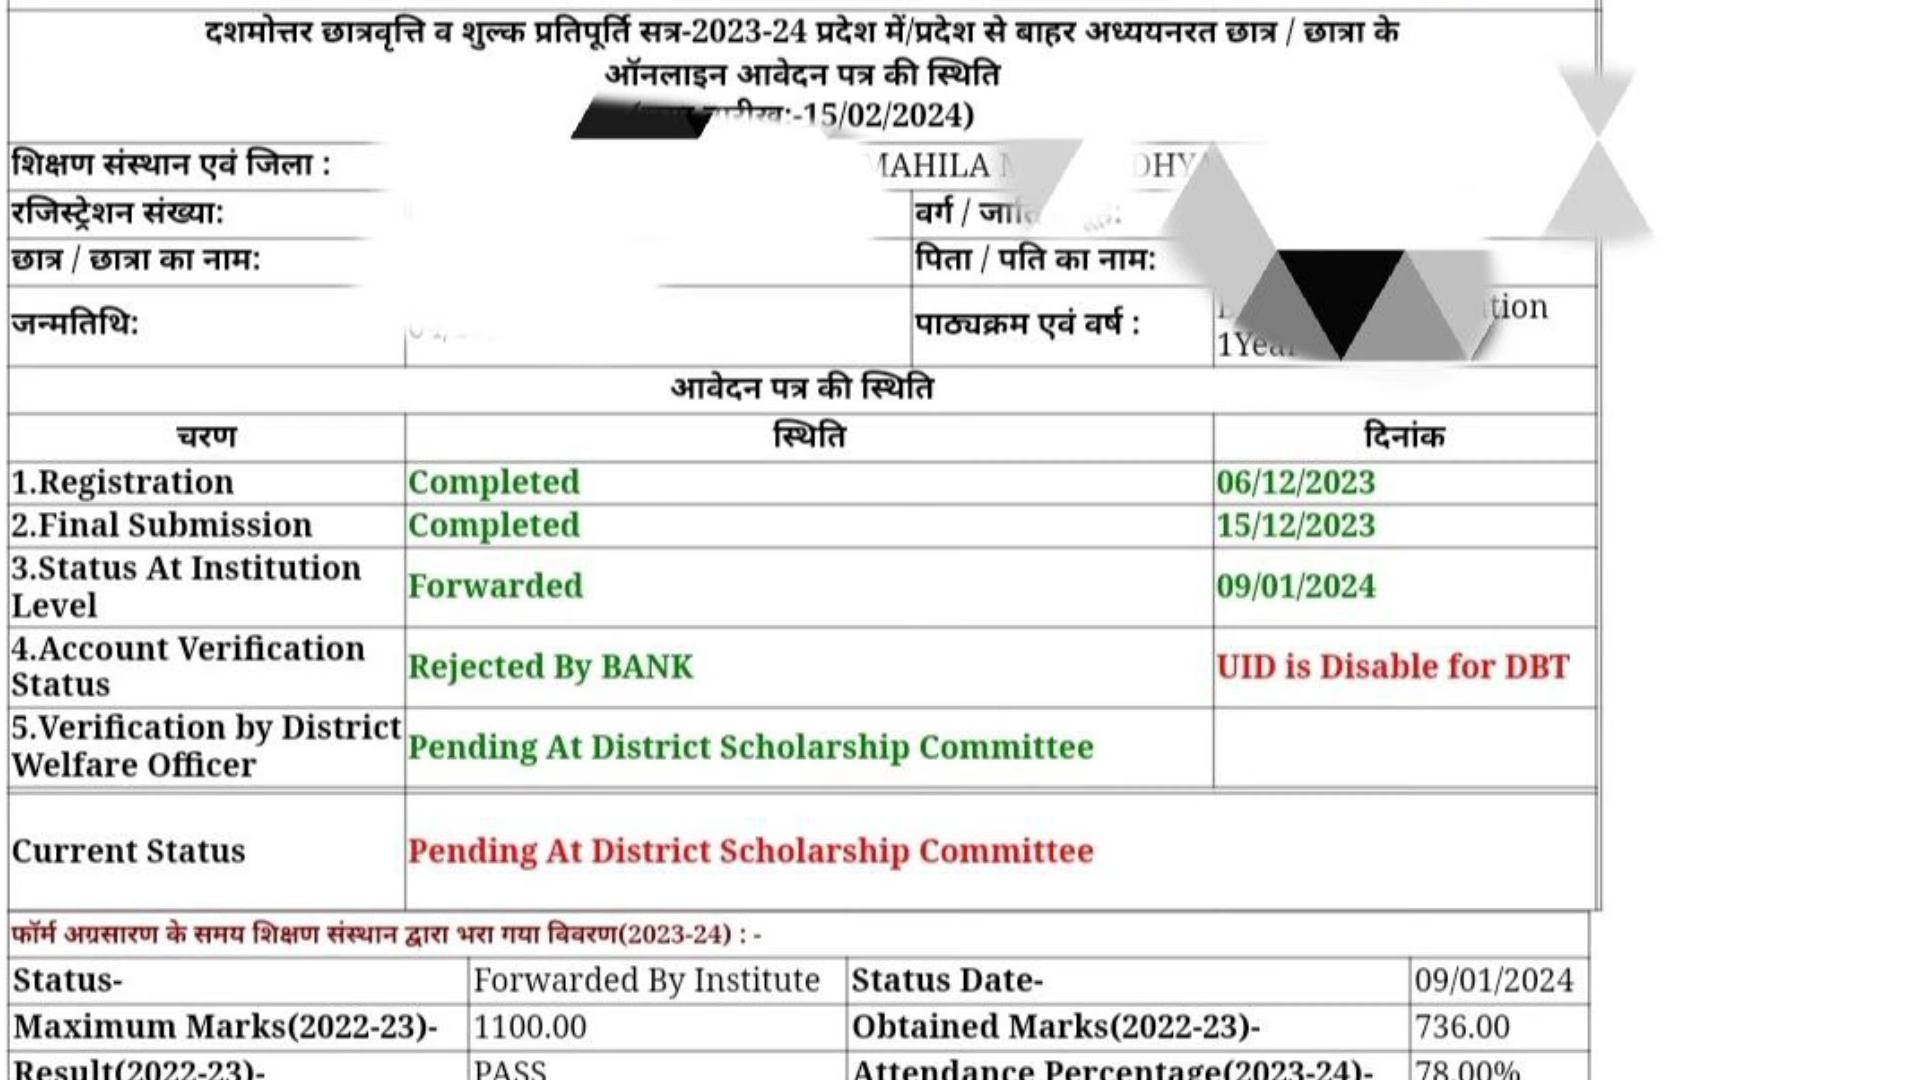 दशमोत्तर छात्रवृत्ति व शुल्क प्रतिपूर्ति सत्र-2023-24 प्रदेश में/प्रदेश से बाहर अध्ययनरत छात्र / छात्रा के
ऑनलाइन आवेदन पत्र की स्थिति
:-15/02/2024)
शिक्षण संस्थान एवं जिला : MAHILA
रजिस्ट्रेशन संख्या: वर्ग /
छात्र / छात्रा का नाम: पिता / पति का नाम:
जन्मतिथि: पाठ्यक्रम एवं वर्ष :
1Year
आवेदन पत्र की स्थिति
चरण स्थिति दिनांक
1.Registration Completed 06/12/2023
2.Final Submission Completed 15/12/2023
3.Status At Institution Level Forwarded 09/01/2024
4.Account Verification Status Rejected By BANK UID is Disable for DBT
5.Verification by District Welfare Officer Pending At District Scholarship Committee
Current Status Pending At District Scholarship Committee
फॉर्म अग्रसारण के समय शिक्षण संस्थान द्वारा भरा गया विवरण(2023-24) : -
Status- Forwarded By Institute Status Date- 09/01/2024
Maximum Marks(2022-23)- 1100.00 Obtained Marks(2022-23)- 736.00
Result(2022-23)- PASS Attendance Percentage(2023-24)- 78.00%